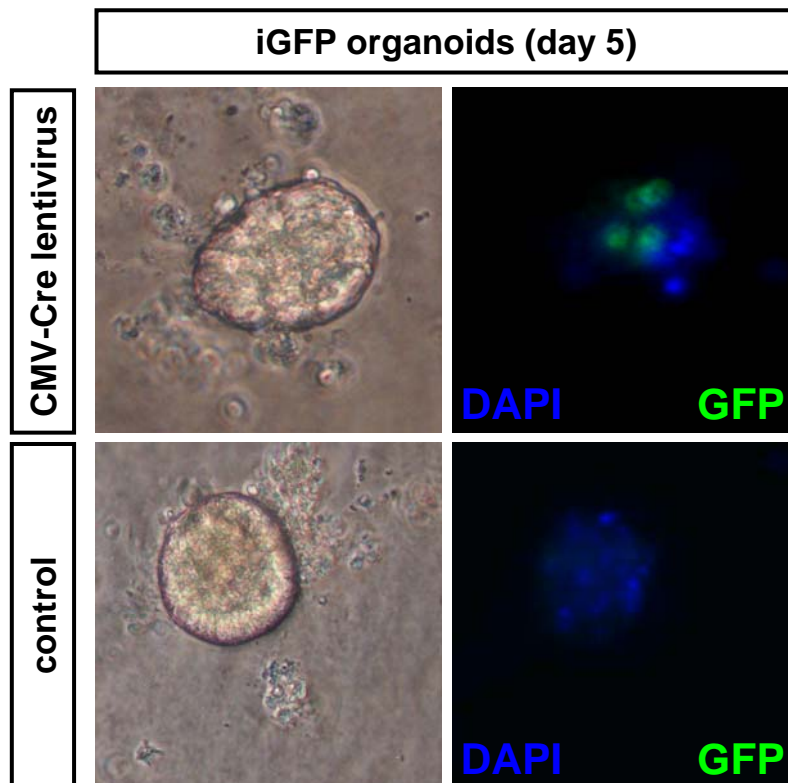 iGFP organoids (day 5)
CMV-Cre lentivirus
DAPI GFP
control
DAPI GFP